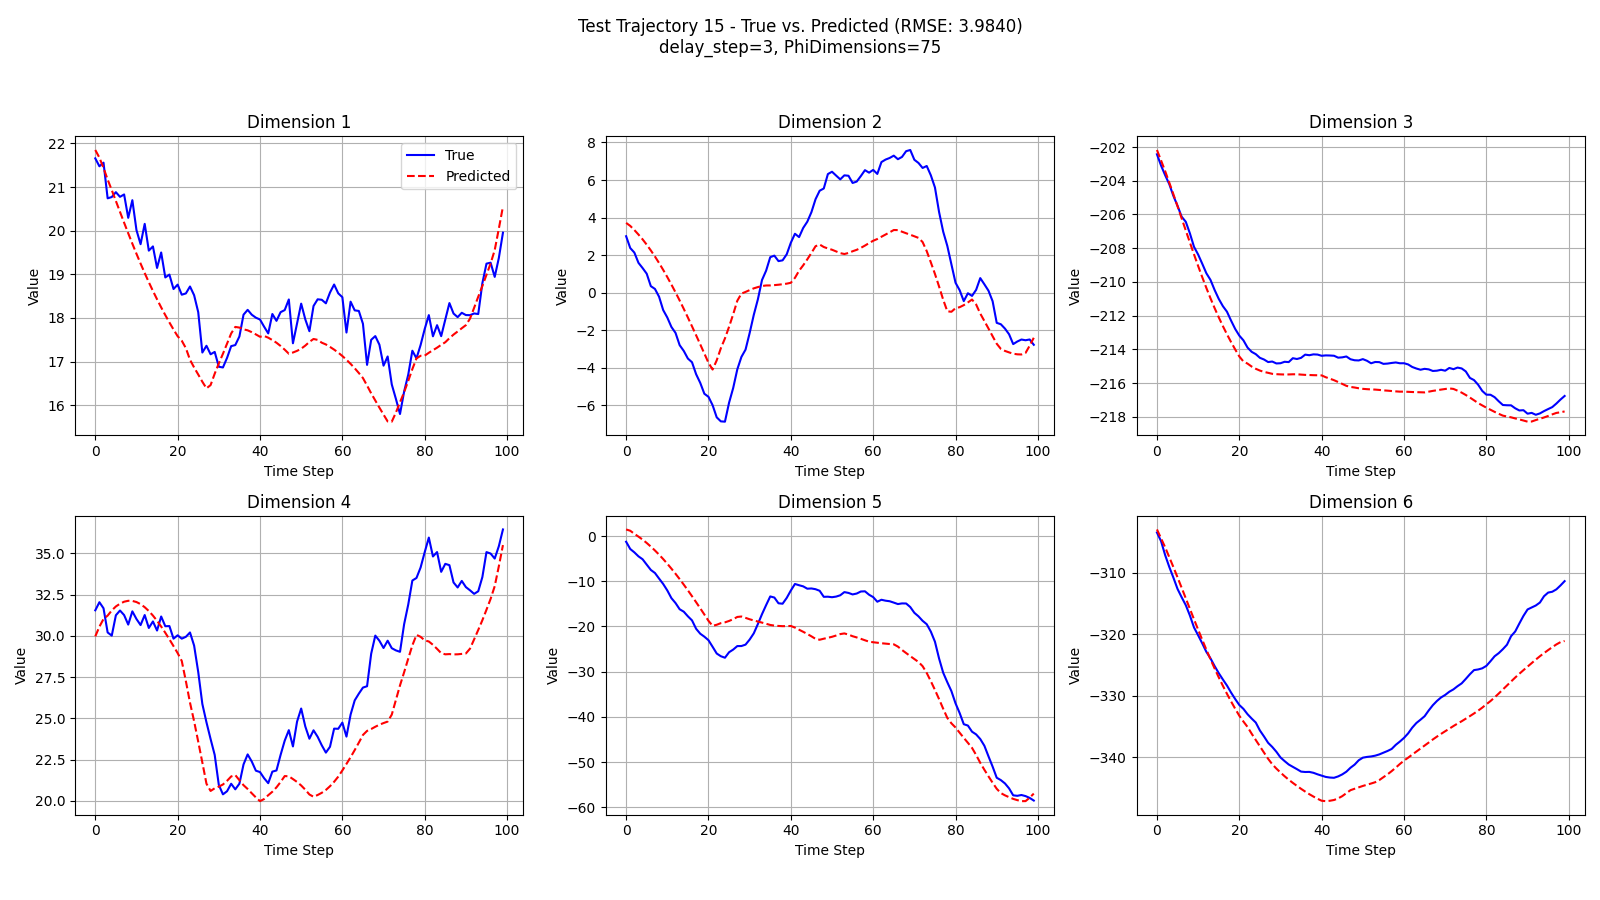 Test Trajectory 15 - True vs. Predicted (RMSE: 3.9840)
delay_step=3, PhiDimensions=75
Dimension 1
22
21
20
19
18
17
16
Value
0 20 40 60 80 100
Time Step
True
Predicted
Dimension 2
8
6
4
2
0
−2
−4
−6
Value
0 20 40 60 80 100
Time Step
Dimension 3
−202
−204
−206
−208
−210
−212
−214
−216
−218
Value
0 20 40 60 80 100
Time Step
Dimension 4
35.0
32.5
30.0
27.5
25.0
22.5
20.0
Value
0 20 40 60 80 100
Time Step
Dimension 5
0
−10
−20
−30
−40
−50
−60
Value
0 20 40 60 80 100
Time Step
Dimension 6
−310
−320
−330
−340
Value
0 20 40 60 80 100
Time Step